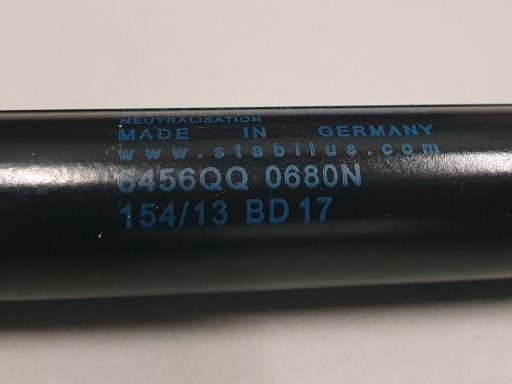 NEUTRALISATION
MADE IN GERMANY
www.stabilus.com
6456QQ 0680N
154/13 BD 17